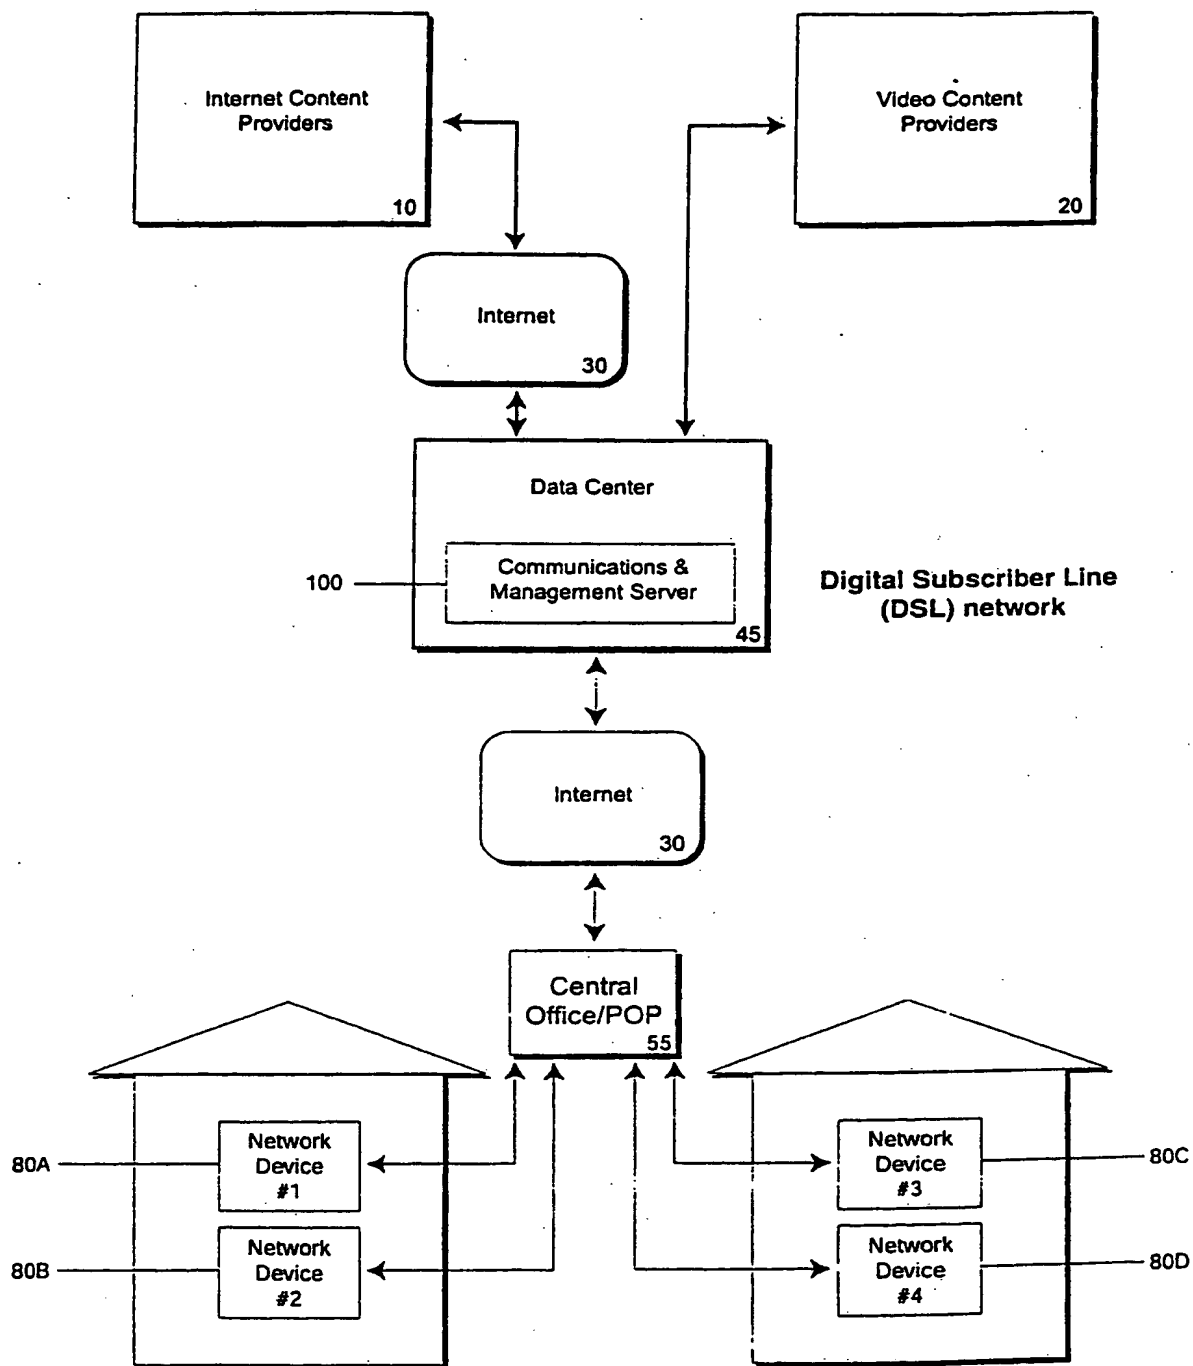 Internet Content
Providers
10
Video Content
Providers
20
Internet
30
Data Center
Communications &
Management Server
100
45
Digital Subscriber Line
(DSL) network
Internet
30
Central
Office/POP
55
80A
Network
Device
#1
80B
Network
Device
#2
Network
Device
#3
80C
Network
Device
#4
80D